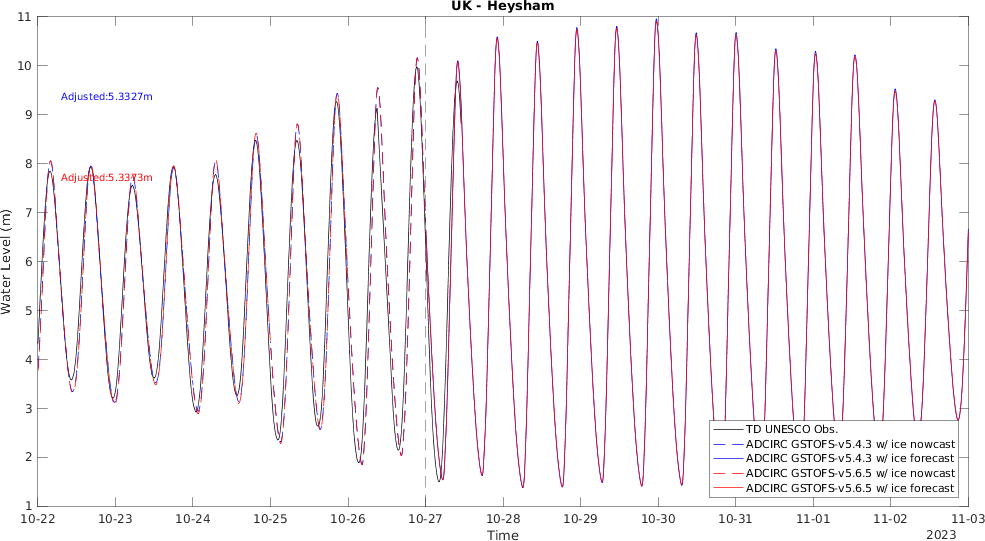 UK - Heysham
Water Level (m)
11
10
9
8
7
6
5
4
3
2
1
Adjusted:5.3327m
Adjusted:5.3373m
TD UNESCO Obs.
ADCIRC GSTOFS-v5.4.3 w/ ice nowcast
ADCIRC GSTOFS-v5.4.3 w/ ice forecast
ADCIRC GSTOFS-v5.6.5 w/ ice nowcast
ADCIRC GSTOFS-v5.6.5 w/ ice forecast
10-22 10-23 10-24 10-25 10-26 10-27 10-28 10-29 10-30 10-31 11-01 11-02 11-03
Time
2023